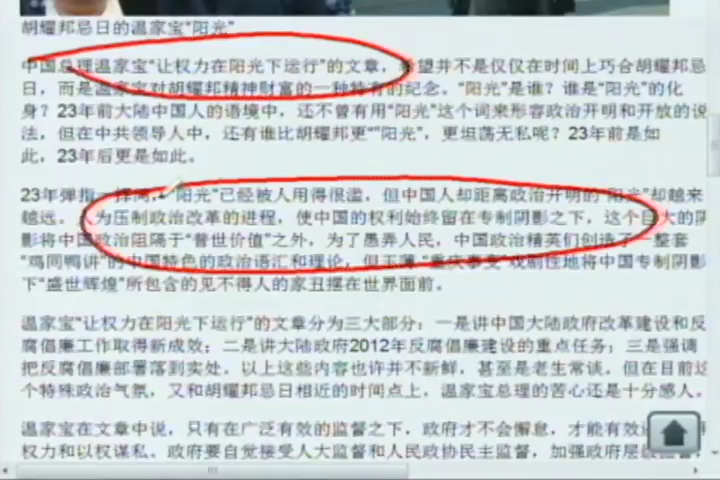 胡耀邦忌日的温家宝“阳光”
中国总理温家宝“让权力在阳光下运行”的文章，希望并不是仅仅在时间上巧合胡耀邦忌
日，而是温家宝对胡耀邦精神财富的一种特有的纪念。“阳光”是谁？谁是“阳光”的化
身？23年前大陆中国人的语境中，还不曾有用“阳光”这个词来形容政治开明和开放的说
法，但在中共领导人中，还有谁比胡耀邦更“”阳光”，更坦荡无私呢？23年前是如
此，23年后更是如此。
23年弹指一挥间，“阳光”已经被人用得很滥，但中国人却距离政治开明的“阳光”却越来
越远。人为压制政治改革的进程，使中国的权利始终留在专制阴影之下，这个巨大的阴
影将中国政治阻隔于“普世价值”之外，为了愚弄人民，中国政治精英们创造了一整套
“鸡同鸭讲”的中国特色的政治语汇和理论，但王薄“重庆事变”戏剧性地将中国专制阴影
下“盛世辉煌”所包含的见不得人的家丑摆在世界面前。
温家宝“让权力在阳光下运行”的文章分为三大部分：一是讲中国大陆政府改革建设和反
腐倡廉工作取得新成效；二是讲大陆政府2012年反腐倡廉建设的重点任务；三是强调
把反腐倡廉部署落到实处，以上这些内容也许并不新鲜，甚至是老生常谈，但在目前这
个特殊政治气氛，又和胡耀邦忌日相近的时间点上，温家宝总理的苦心还是十分感人。
温家宝在文章中说，只有在广泛有效的监督之下，政府才不会懈怠，才能有效
权力和以权谋私。政府要自觉接受人大监督和人民政协民主监督，加强政府层级监督，